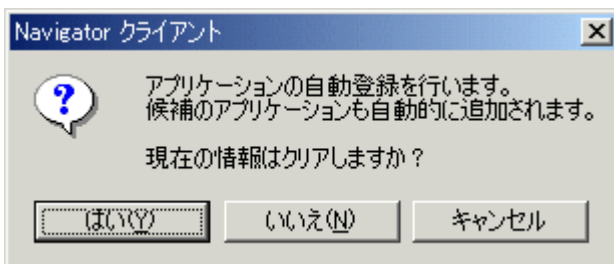 Navigator クライアント
アプリケーションの自動登録を行います。
候補のアプリケーションも自動的に追加されます。
現在の情報はクリアしますか？
はい(Y)
いいえ(N)
キャンセル